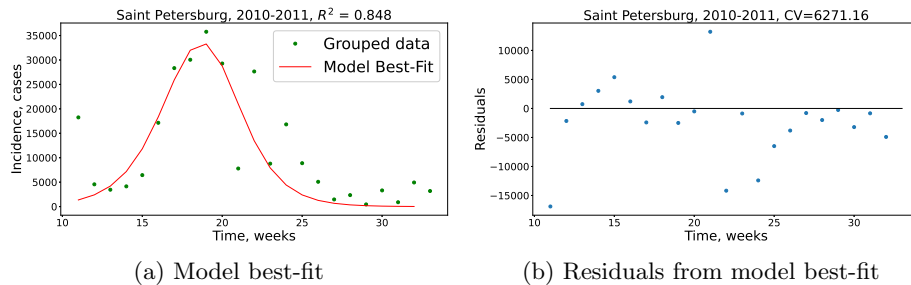 Saint Petersburg, 2010-2011, R² = 0.848
Incidence, cases
35000
30000
25000
20000
15000
10000
5000
0
Grouped data
Model Best-Fit
10 15 20 25 30
Time, weeks
(a) Model best-fit
Saint Petersburg, 2010-2011, CV=6271.16
Residuals
10000
5000
0
−5000
−10000
−15000
10 15 20 25 30
Time, weeks
(b) Residuals from model best-fit